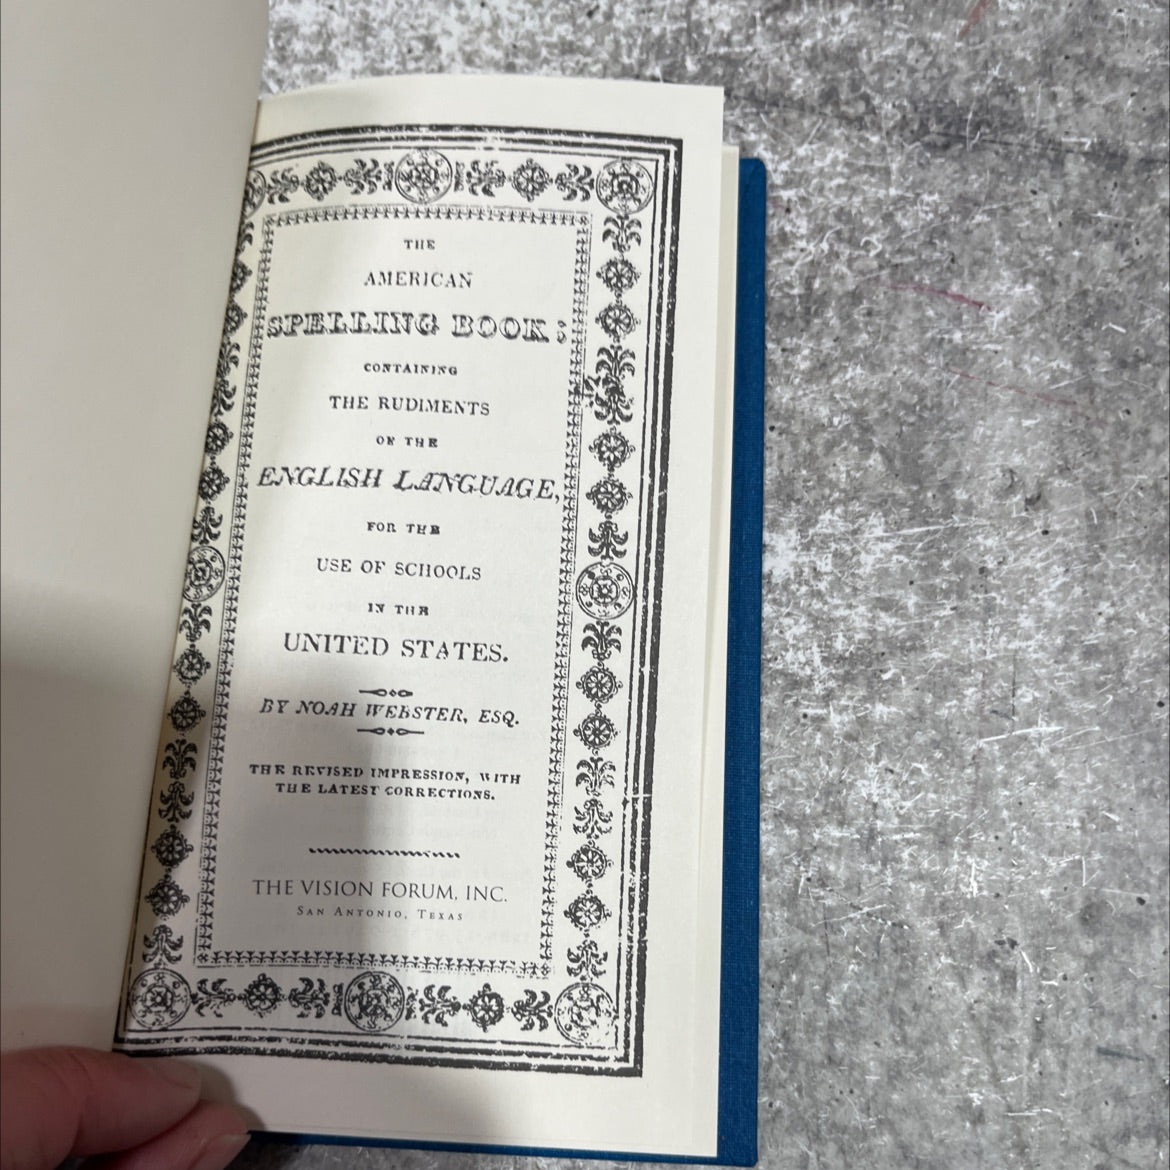 THE
AMERICAN
SPELLING BOOK;
CONTAINING
THE RUDIMENTS
OF THE
ENGLISH LANGUAGE,
FOR THE
USE OF SCHOOLS
IN THE
UNITED STATES.
BY NOAH WEBSTER, ESQ.
THE REVISED IMPRESSION, WITH
THE LATEST CORRECTIONS.
THE VISION FORUM, INC.
SAN ANTONIO, TEXAS